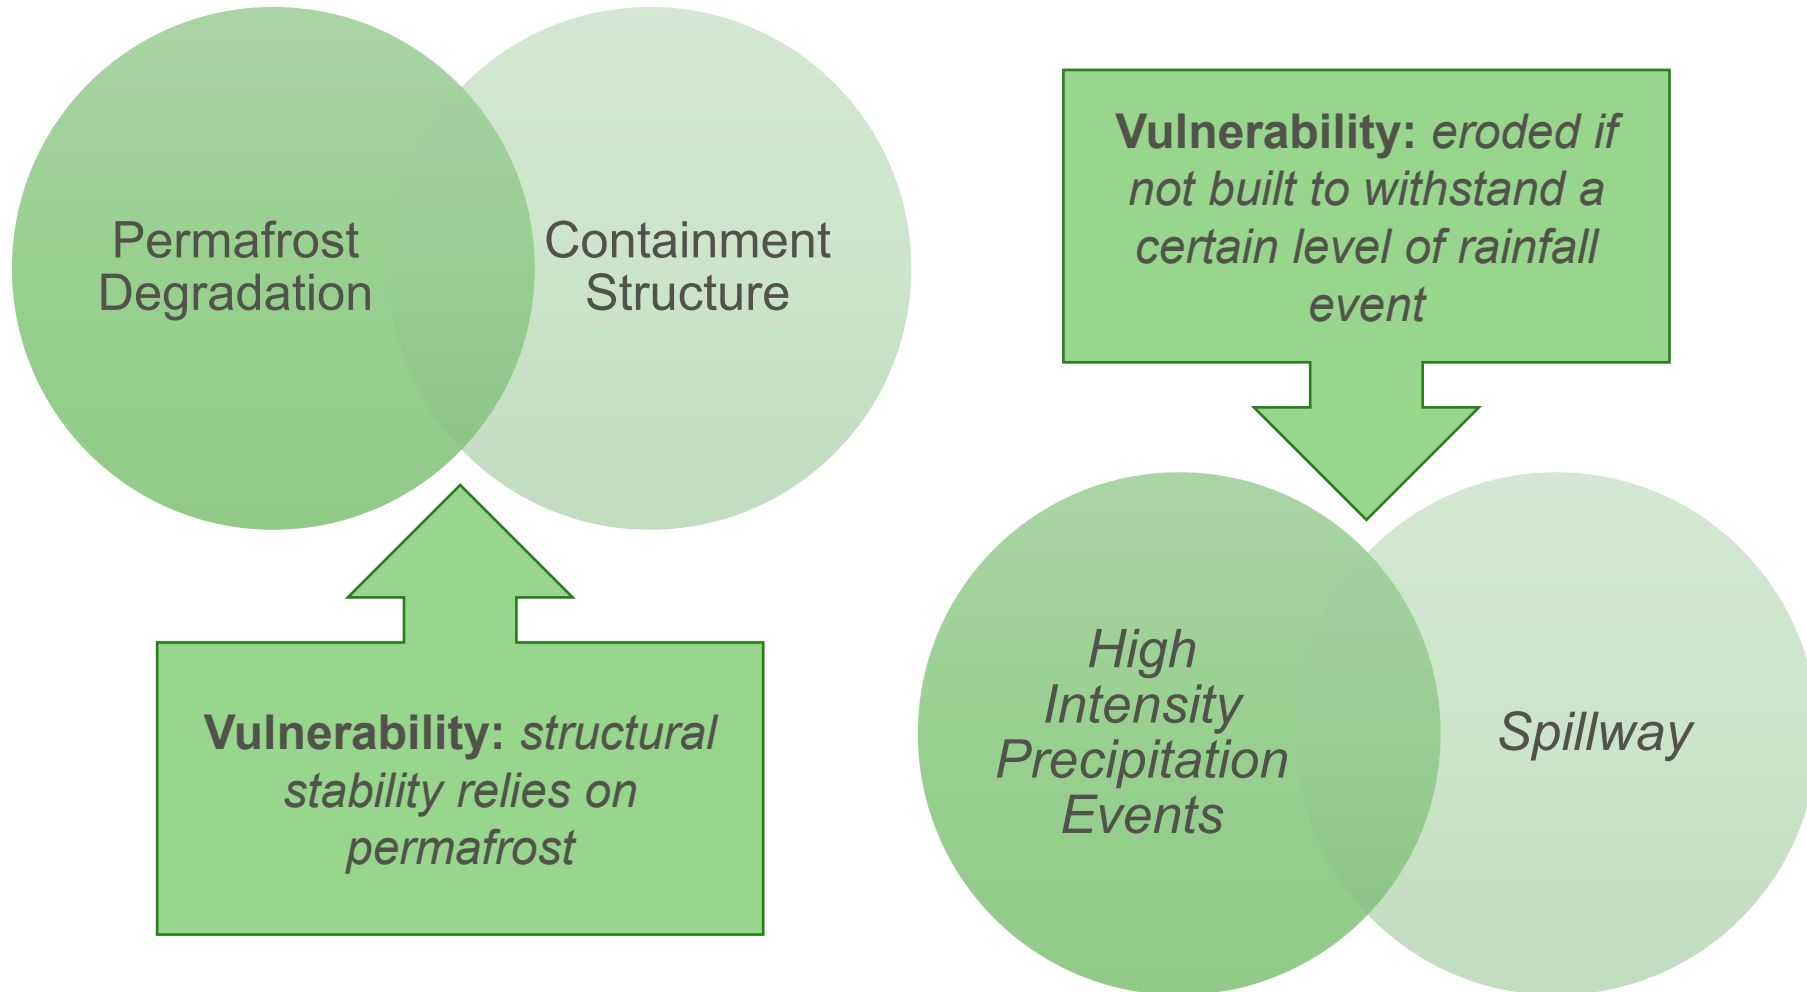 Permafrost
Degradation
Containment
Structure
Vulnerability: structural
stability relies on
permafrost
Vulnerability: eroded if
not built to withstand a
certain level of rainfall
event
High
Intensity
Precipitation
Events
Spillway